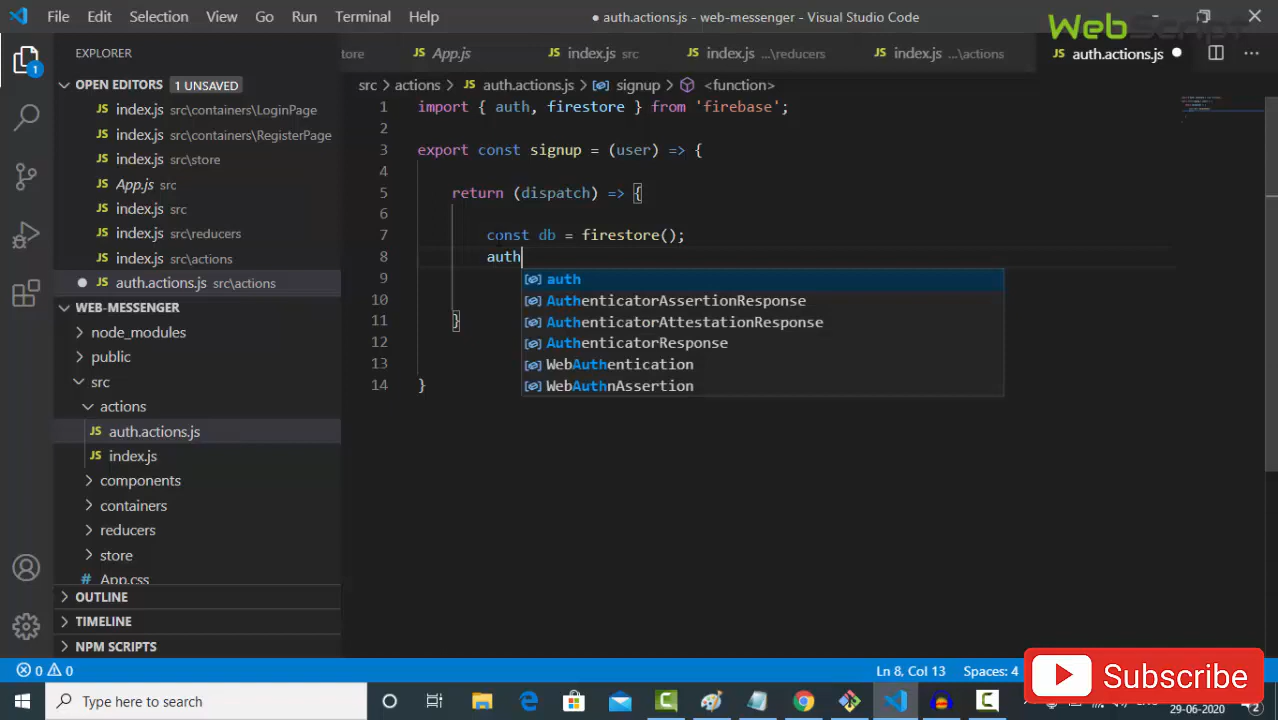 File Edit Selection View Go Run Terminal Help
● auth.actions.js - web-messenger - Visual Studio Code
WebScript
EXPLORER
OPEN EDITORS 1 UNSAVED
JS index.js src\containers\LoginPage
JS index.js src\containers\RegisterPage
JS index.js src\store
JS App.js src
JS index.js src
JS index.js src\reducers
JS index.js src\actions
● auth.actions.js src\actions
WEB-MESSENGER
node_modules
public
src
actions
JS auth.actions.js
JS index.js
components
containers
reducers
store
# App.css
OUTLINE
TIMELINE
NPM SCRIPTS
1
store JS App.js JS index.js src JS index.js ...\reducers JS index.js ...\actions JS auth.actions.js ●
src > actions > JS auth.actions.js > signup > <function>
1 import { auth, firestore } from 'firebase';
2
3 export const signup = (user) => {
4
5 return (dispatch) => {
6
7 const db = firestore();
8 auth
9
10
11 }
12
13
14 }
auth
AuthenticatorAssertionResponse
AuthenticatorAttestationResponse
AuthenticatorResponse
WebAuthentication
WebAuthnAssertion
0 0 Ln 8, Col 13 Spaces: 4
Subscribe
Type here to search
29-06-2020
2